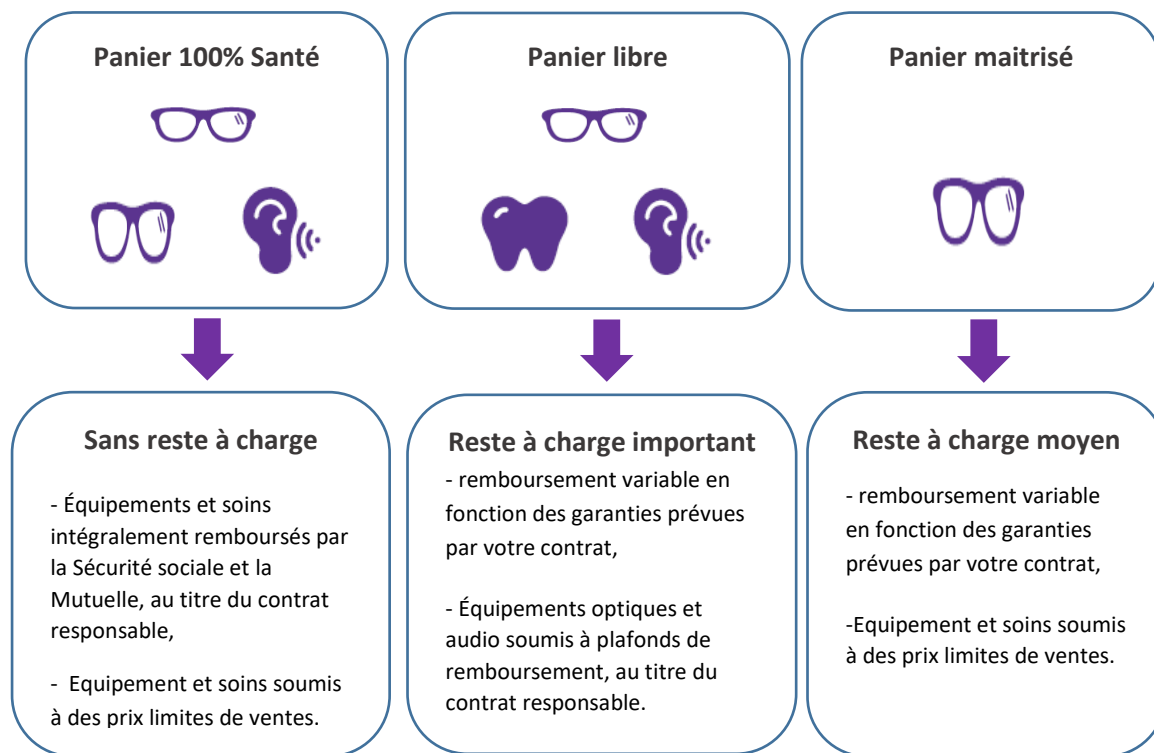 Panier 100% Santé
Panier libre
Panier maitrisé
Sans reste à charge
- Équipements et soins
intégralement remboursés par
la Sécurité sociale et la
Mutuelle, au titre du contrat
responsable,
- Equipement et soins soumis
à des prix limites de ventes.
Reste à charge important
- remboursement variable en
fonction des garanties prévues
par votre contrat,
- Équipements optiques et
audio soumis à plafonds de
remboursement, au titre du
contrat responsable.
Reste à charge moyen
- remboursement variable
en fonction des garanties
prévues par votre contrat,
-Equipement et soins soumis
à des prix limites de ventes.